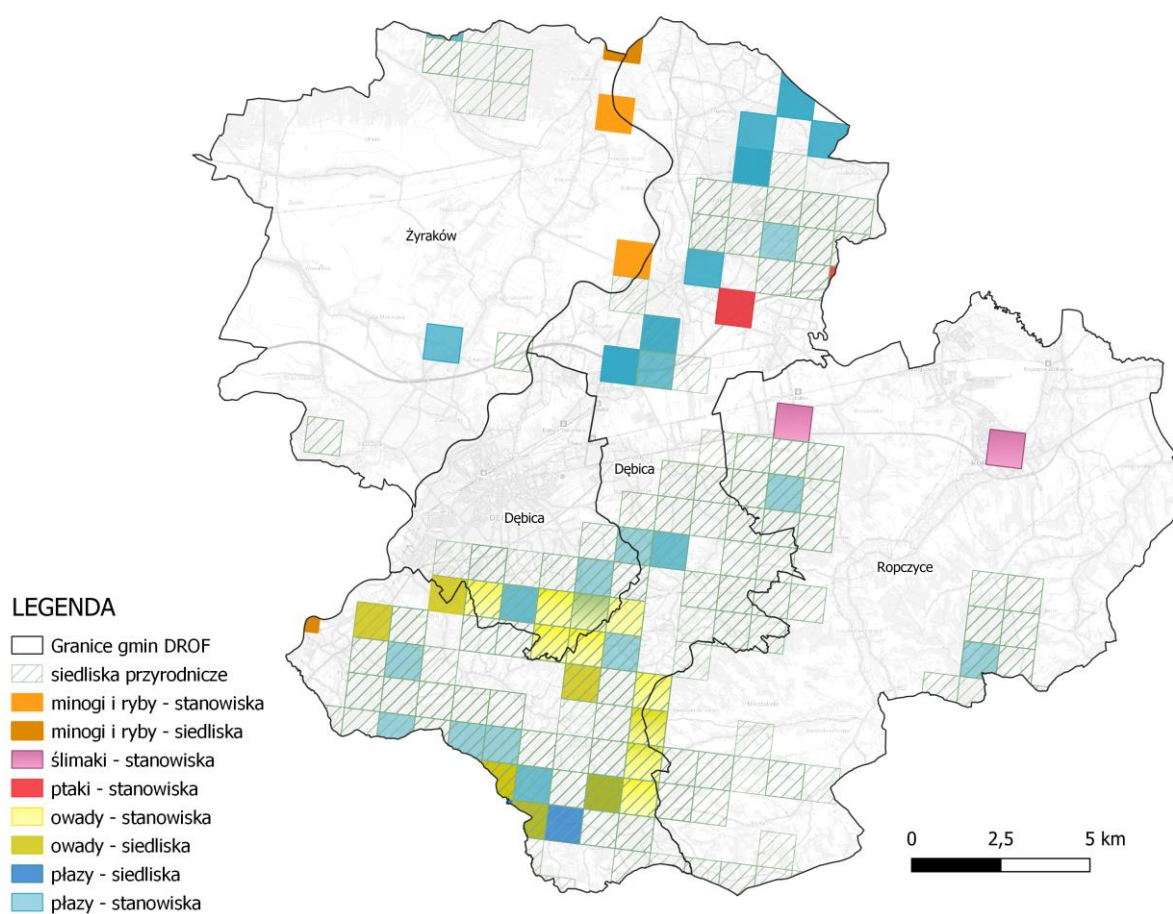 Żyraków
Dębica
Dębica
Ropczyce
LEGENDA
Granice gmin DROF
siedliska przyrodnicze
minogi i ryby - stanowiska
minogi i ryby - siedliska
ślimaki - stanowiska
ptaki - stanowiska
owady - stanowiska
owady - siedliska
płazy - siedliska
płazy - stanowiska
0 2,5 5 km